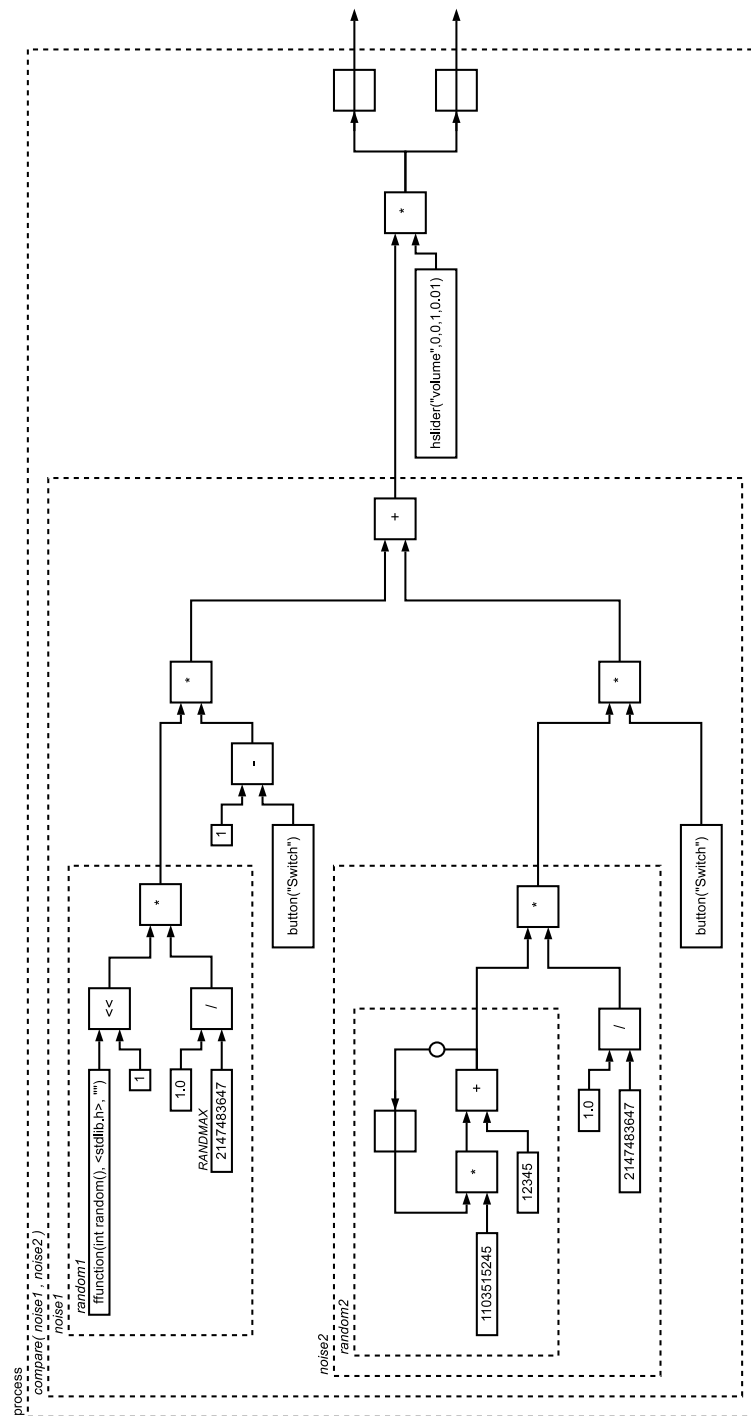 process
compare( noise1 , noise2 )
noise1
random1
ffunction(int random(), <stdlib.h>, "")
1
<<
1.0
RANDMAX
2147483647
/
*
1
button("Switch")
-
*
noise2
random2
1103515245
*
12345
+
1.0
2147483647
/
*
button("Switch")
*
+
hslider("volume",0,0,1,0.01)
*